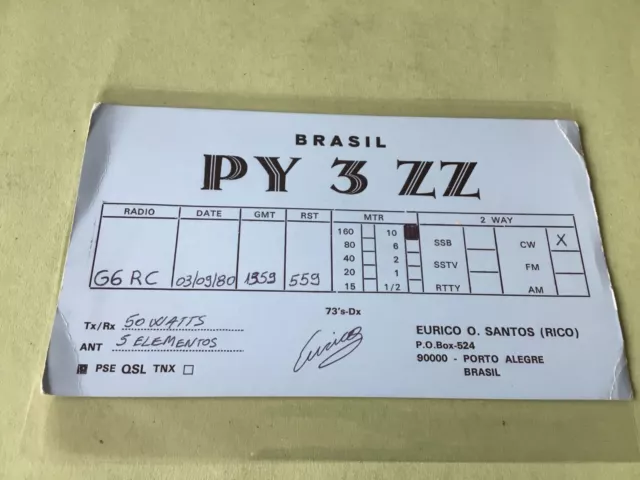 BRASIL
PY 3 ZZ
RADIO DATE GMT RST MTR 2 WAY
160 10
80 6 SSB CW X
40 2
20 1 SSTV FM
15 1/2 RTTY AM
G6 RC 03/09/80 1359 559
73's-Dx
Tx/Rx 50 WATTS
ANT 5 ELEMENTOS
PSE QSL TNX
Eurico
EURICO O. SANTOS (RICO)
P.O.Box-524
90000 - PORTO ALEGRE
BRASIL